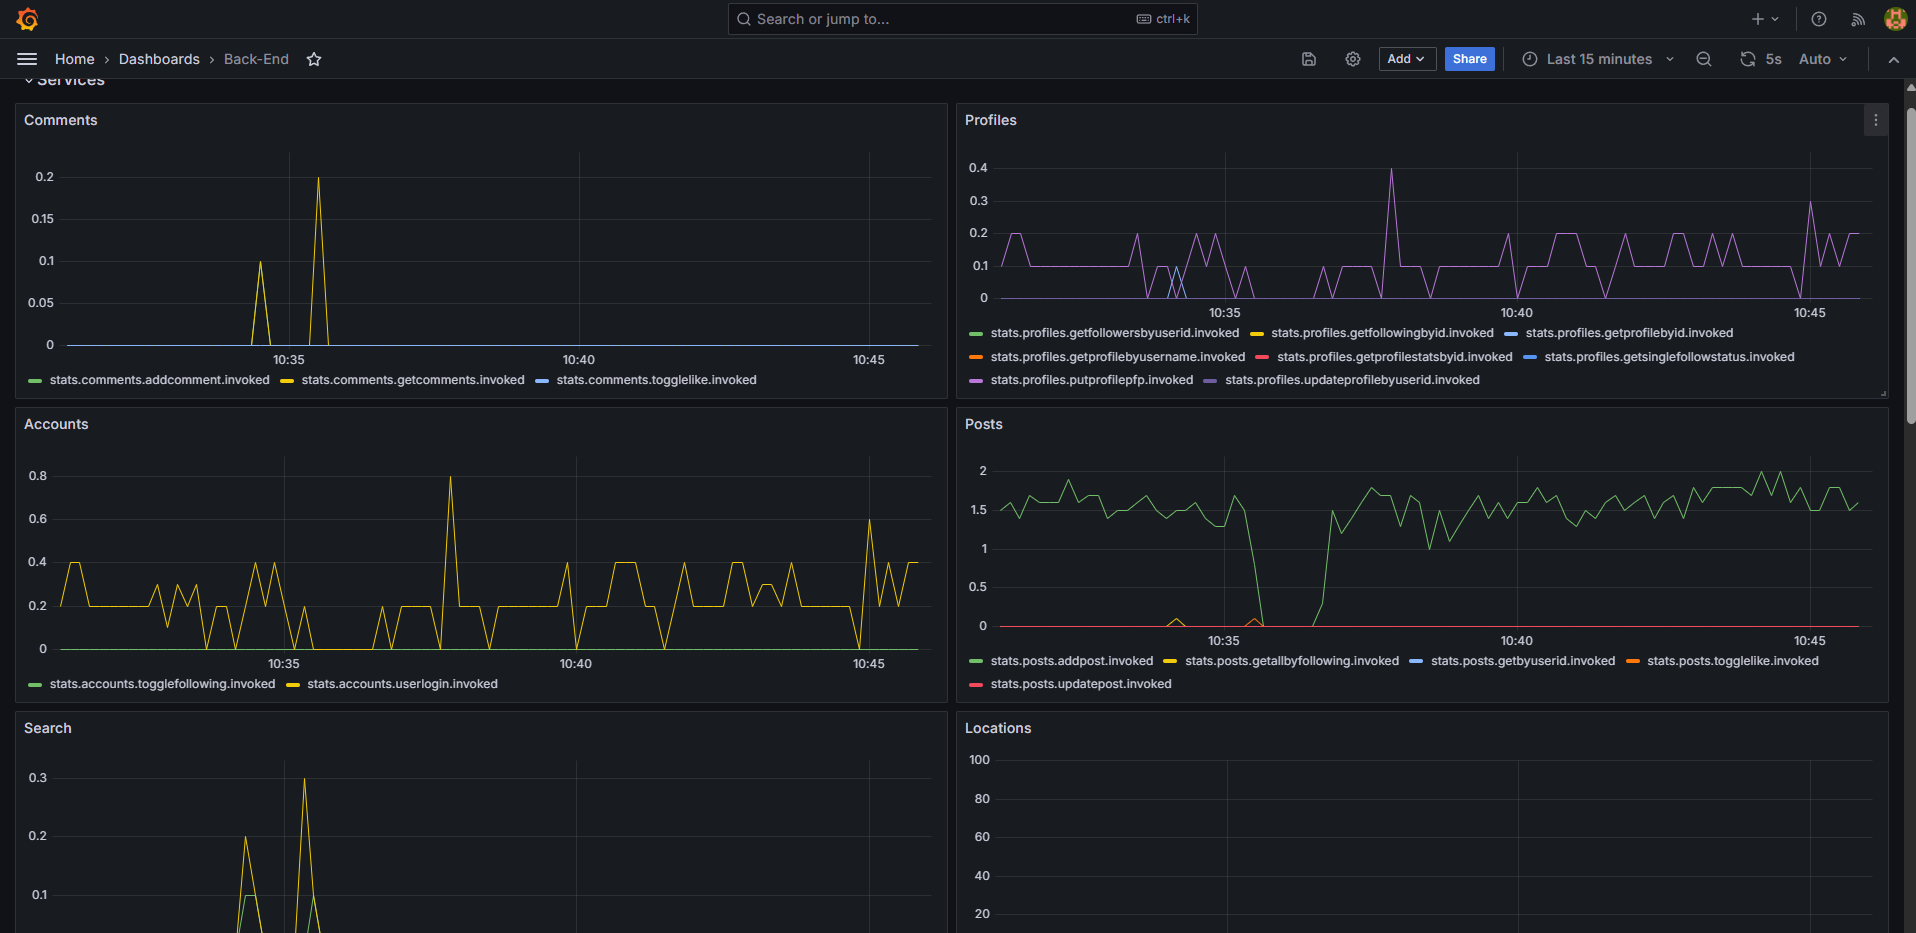 Search or jump to...
ctrl+k
Home › Dashboards › Back-End
Add
Share
Last 15 minutes
5s
Auto
Services
Comments
0.2
0.15
0.1
0.05
0
10:35 10:40 10:45
stats.comments.addcomment.invoked stats.comments.getcomments.invoked stats.comments.togglelike.invoked
Profiles
0.4
0.3
0.2
0.1
0
10:35 10:40 10:45
stats.profiles.getfollowersbyuserid.invoked stats.profiles.getfollowingbyid.invoked stats.profiles.getprofilebyid.invoked
stats.profiles.getprofilebyusername.invoked stats.profiles.getprofilestatsbyid.invoked stats.profiles.getsinglefollowstatus.invoked
stats.profiles.putprofilepfp.invoked stats.profiles.updateprofilebyuserid.invoked
Accounts
0.8
0.6
0.4
0.2
0
10:35 10:40 10:45
stats.accounts.togglefollowing.invoked stats.accounts.userlogin.invoked
Posts
2
1.5
1
0.5
0
10:35 10:40 10:45
stats.posts.addpost.invoked stats.posts.getallbyfollowing.invoked stats.posts.getbyuserid.invoked stats.posts.togglelike.invoked
stats.posts.updatepost.invoked
Search
0.3
0.2
0.1
Locations
100
80
60
40
20